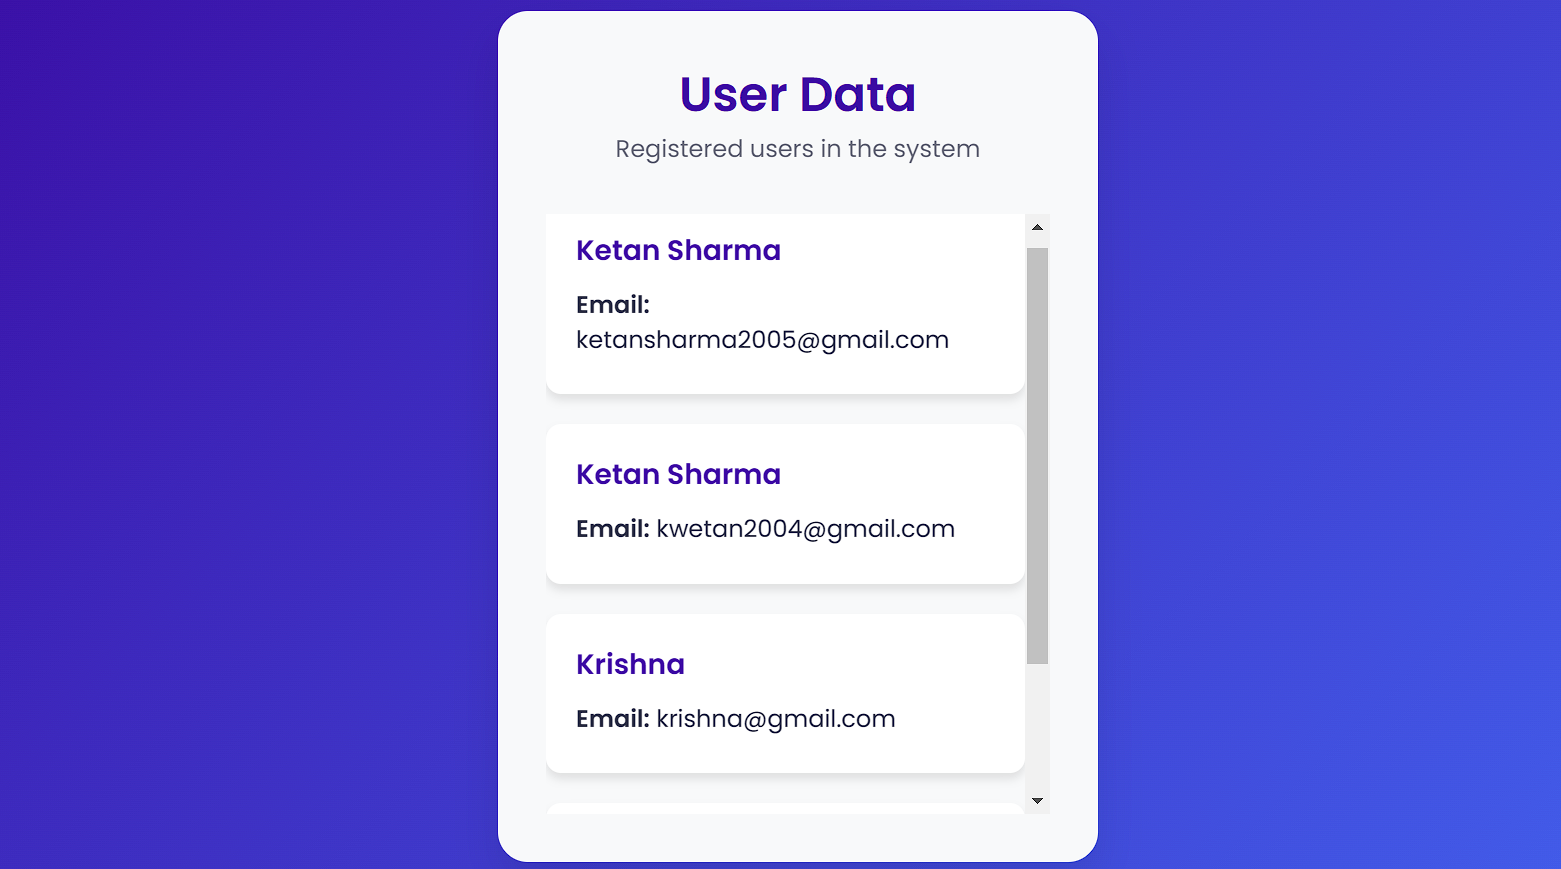 User Data
Registered users in the system
Ketan Sharma
Email:
ketansharma2005@gmail.com
Ketan Sharma
Email: kwetan2004@gmail.com
Krishna
Email: krishna@gmail.com